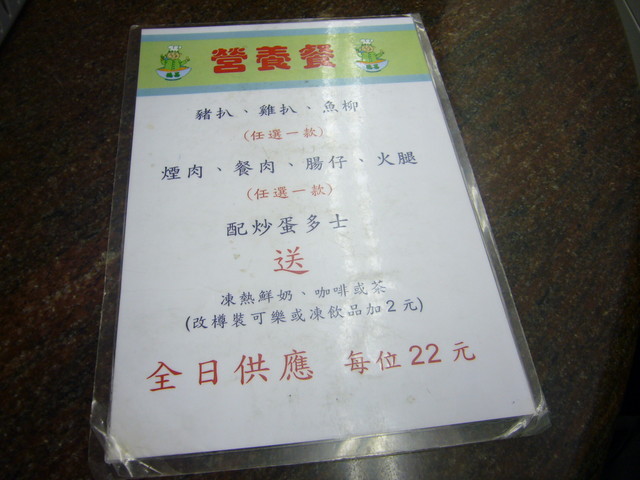 營養餐
豬扒、雞扒、魚柳
(任選一款)
煙肉、餐肉、腸仔、火腿
(任選一款)
配炒蛋多士
送
凍熱鮮奶、咖啡或茶
(改樽裝可樂或凍飲品加2元)
全日供應 每位22元